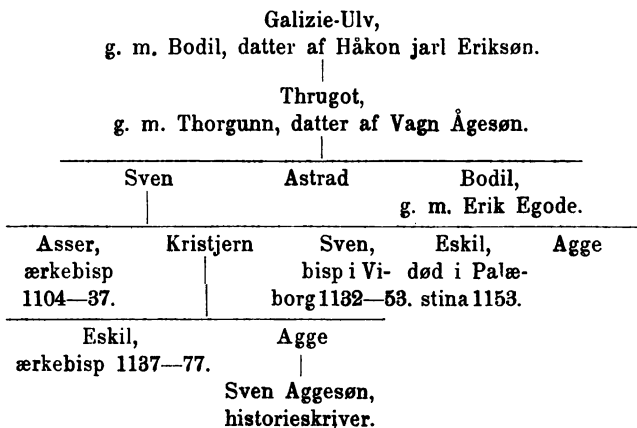 Galizie-Ulv,
g. m. Bodil, datter af Håkon jarl Eriksøn.
Thrugot,
g. m. Thorgunn, datter af Vagn Ågesøn.
Sven Astrad Bodil,
g. m. Erik Egode.
Asser, Kristjern Sven, Eskil, Agge
ærkebisp bisp i Vi- død i Palæ-
1104—37. borg 1132—53. stina 1153.
Eskil, Agge
ærkebisp 1137—77.
Sven Aggesøn,
historieskriver.